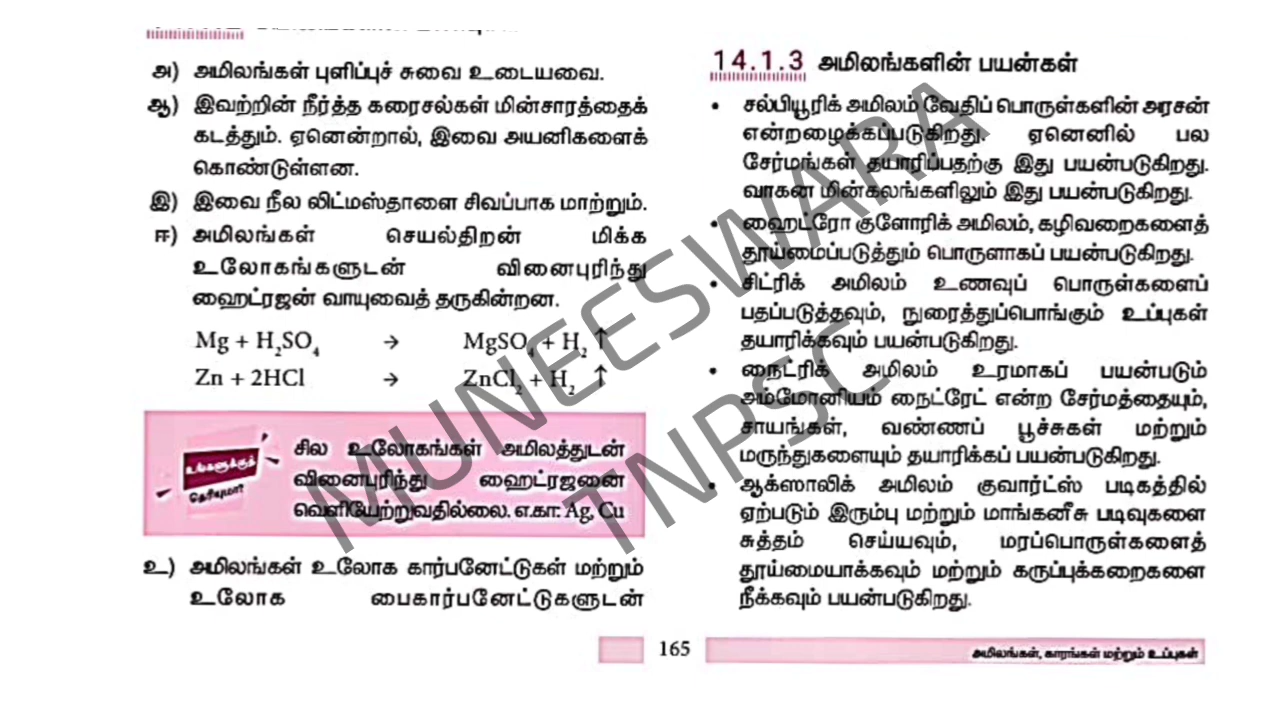 அ) அமிலங்கள் புளிப்புச் சுவை உடையவை.
ஆ) இவற்றின் நீர்த்த கரைசல்கள் மின்சாரத்தைக்
கடத்தும். ஏனென்றால், இவை அயனிகளைக்
கொண்டுள்ளன.
இ) இவை நீல லிட்மஸ்தாளை சிவப்பாக மாற்றும்.
ஈ) அமிலங்கள் செயல்திறன் மிக்க
உலோகங்களுடன் வினைபுரிந்து
ஹைட்ரஜன் வாயுவைத் தருகின்றன.
Mg + H₂SO₄ → MgSO₄ + H₂ ↑
Zn + 2HCl → ZnCl₂ + H₂ ↑
உங்களுக்குத்
தெரியுமா?
சில உலோகங்கள் அமிலத்துடன்
வினைபுரிந்து ஹைட்ரஜனை
வெளியேற்றுவதில்லை. எ.கா: Ag, Cu
உ) அமிலங்கள் உலோக கார்பனேட்டுகள் மற்றும்
உலோக பைகார்பனேட்டுகளுடன்
14.1.3 அமிலங்களின் பயன்கள்
• சல்பியூரிக் அமிலம் வேதிப் பொருள்களின் அரசன்
என்றழைக்கப்படுகிறது. ஏனெனில் பல
சேர்மங்கள் தயாரிப்பதற்கு இது பயன்படுகிறது.
வாகன மின்கலங்களிலும் இது பயன்படுகிறது.
• ஹைட்ரோ குளோரிக் அமிலம், கழிவறைகளைத்
தூய்மைப்படுத்தும் பொருளாகப் பயன்படுகிறது.
• சிட்ரிக் அமிலம் உணவுப் பொருள்களைப்
பதப்படுத்தவும், நுரைத்துப்பொங்கும் உப்புகள்
தயாரிக்கவும் பயன்படுகிறது.
• நைட்ரிக் அமிலம் உரமாகப் பயன்படும்
அம்மோனியம் நைட்ரேட் என்ற சேர்மத்தையும்,
சாயங்கள், வண்ணப் பூச்சுகள் மற்றும்
மருந்துகளையும் தயாரிக்கப் பயன்படுகிறது.
• ஆக்ஸாலிக் அமிலம் குவார்ட்ஸ் படிகத்தில்
ஏற்படும் இரும்பு மற்றும் மாங்கனீசு படிவுகளை
சுத்தம் செய்யவும், மரப்பொருள்களைத்
தூய்மையாக்கவும் மற்றும் கருப்புக்கறைகளை
நீக்கவும் பயன்படுகிறது.
165
அமிலங்கள், காரங்கள் மற்றும் உப்புகள்
MUNEESWARA
TNPSC